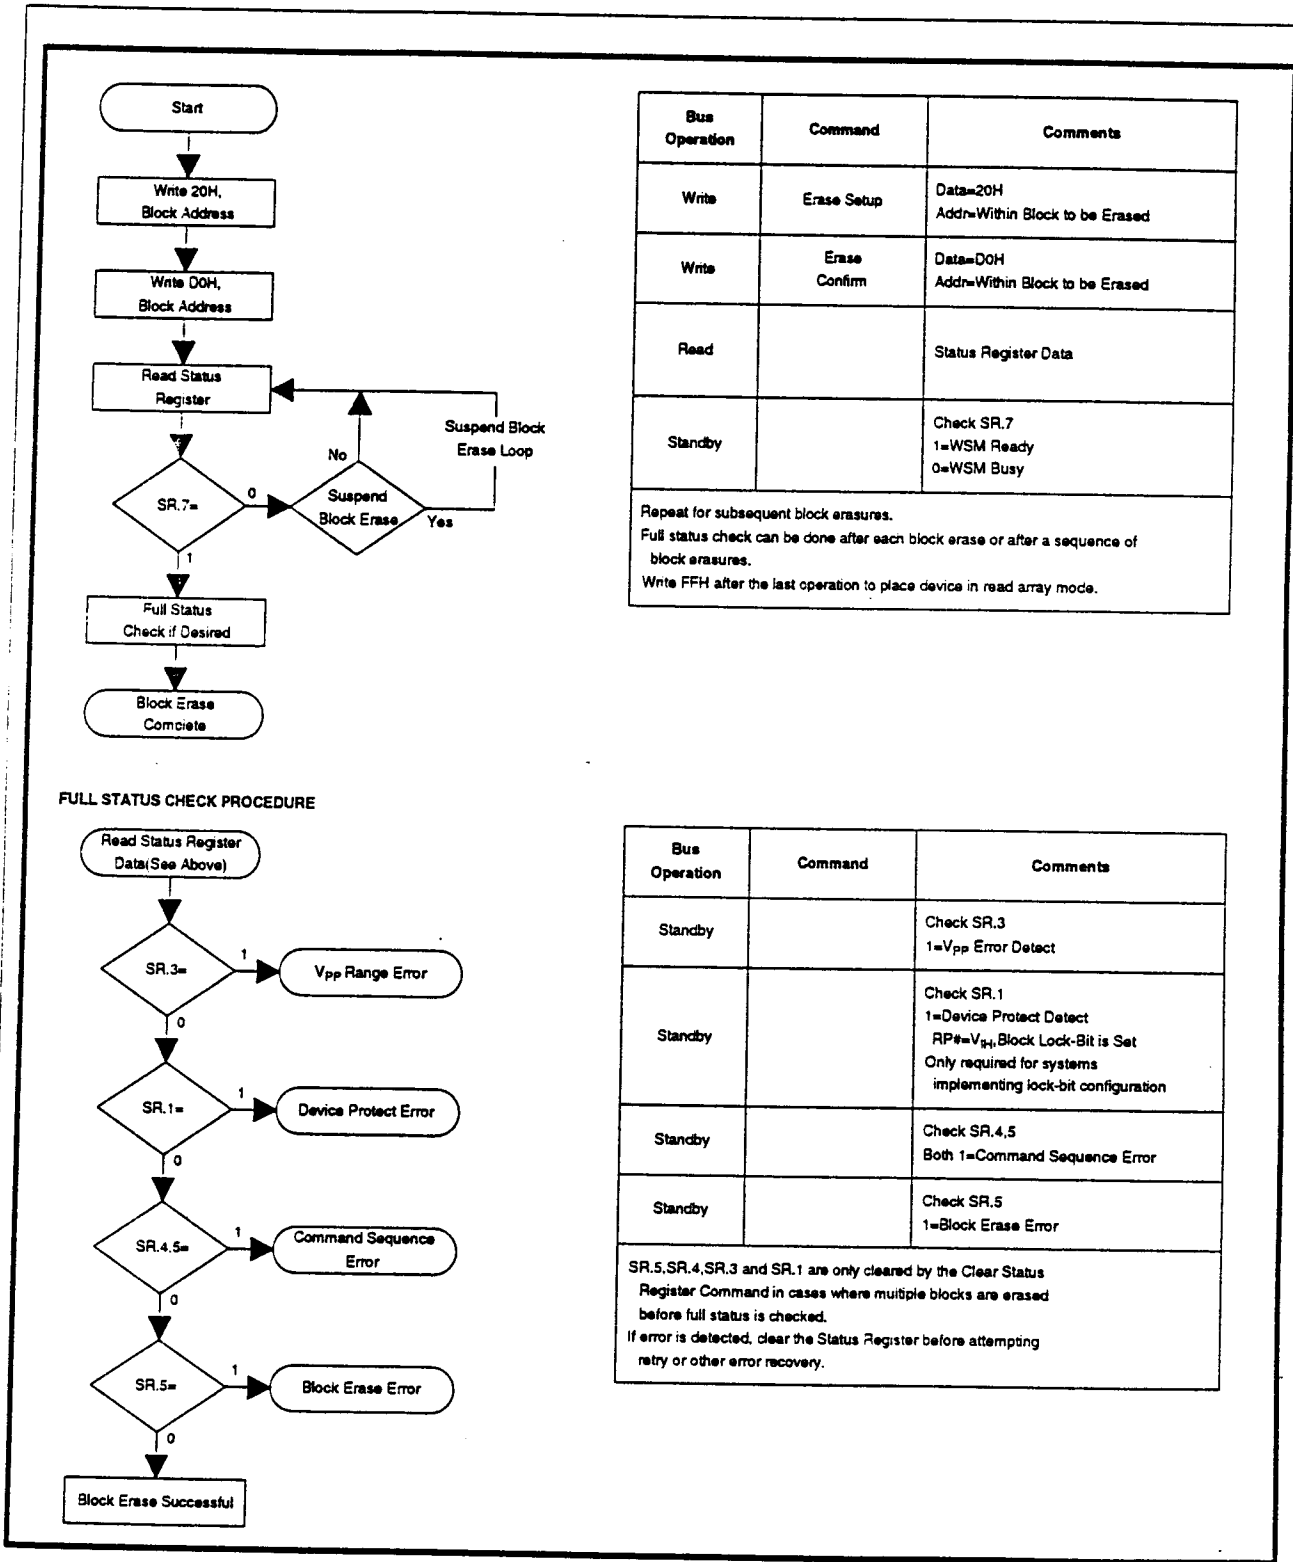 Start
Write 20H,
Block Address
Write D0H,
Block Address
Read Status
Register
Suspend Block
Erase Loop
No
SR.7=
0
Suspend
Block Erase
Yes
1
Full Status
Check if Desired
Block Erase
Complete
Bus
Operation
Command
Comments
Write
Erase Setup
Data=20H
Addr=Within Block to be Erased
Write
Erase
Confirm
Data=D0H
Addr=Within Block to be Erased
Read
Status Register Data
Standby
Check SR.7
1=WSM Ready
0=WSM Busy
Repeat for subsequent block erasures.
Full status check can be done after each block erase or after a sequence of
block erasures.
Write FFH after the last operation to place device in read array mode.
FULL STATUS CHECK PROCEDURE
Read Status Register
Data(See Above)
SR.3=
1
VPP Range Error
0
SR.1=
1
Device Protect Error
0
SR.4,5=
1
Command Sequence
Error
0
SR.5=
1
Block Erase Error
0
Block Erase Successful
Bus
Operation
Command
Comments
Standby
Check SR.3
1=VPP Error Detect
Standby
Check SR.1
1=Device Protect Detect
RP#=VIH,Block Lock-Bit is Set
Only required for systems
implementing lock-bit configuration
Standby
Check SR.4,5
Both 1=Command Sequence Error
Standby
Check SR.5
1=Block Erase Error
SR.5,SR.4,SR.3 and SR.1 are only cleared by the Clear Status
Register Command in cases where multiple blocks are erased
before full status is checked.
If error is detected, clear the Status Register before attempting
retry or other error recovery.